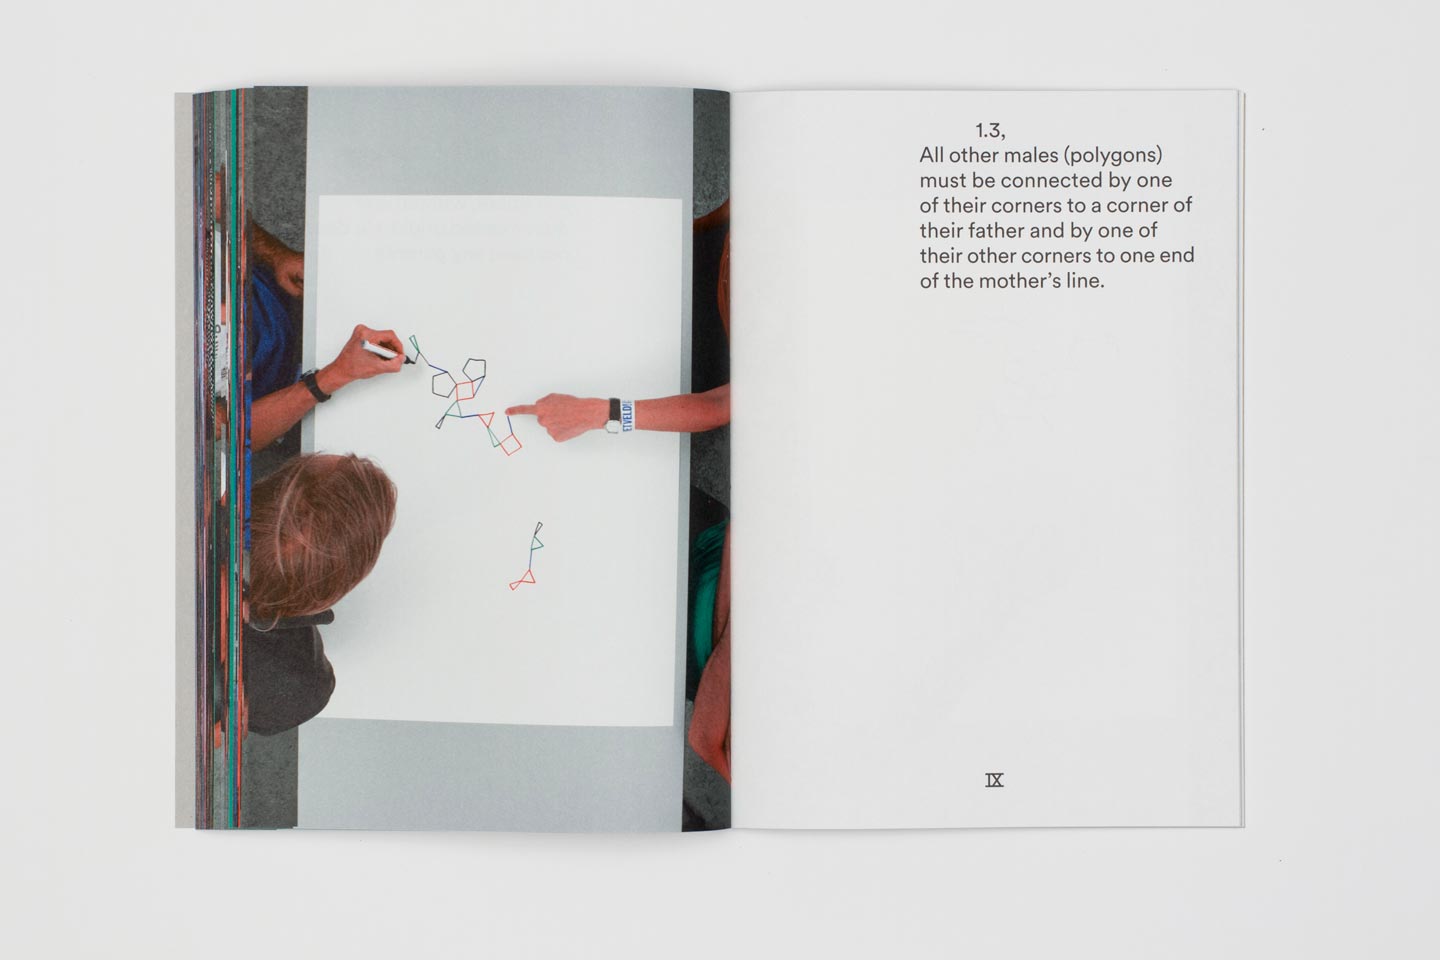 1.3,
All other males (polygons)
must be connected by one
of their corners to a corner of
their father and by one of
their other corners to one end
of the mother's line.
IX